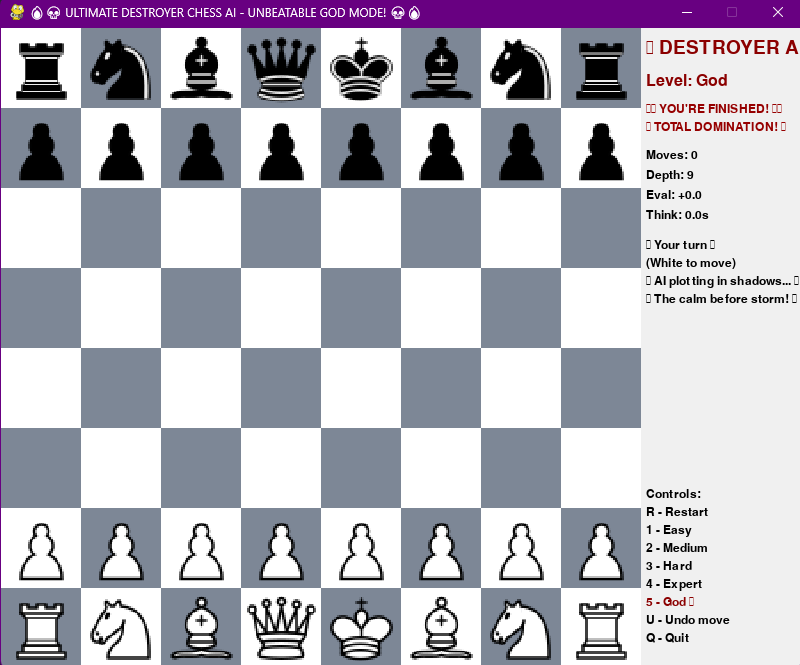 ULTIMATE DESTROYER CHESS AI - UNBEATABLE GOD MODE!
DESTROYER A
Level: God
YOU'RE FINISHED!
TOTAL DOMINATION!
Moves: 0
Depth: 9
Eval: +0.0
Think: 0.0s
Your turn
(White to move)
AI plotting in shadows...
The calm before storm!
Controls:
R - Restart
1 - Easy
2 - Medium
3 - Hard
4 - Expert
5 - God
U - Undo move
Q - Quit